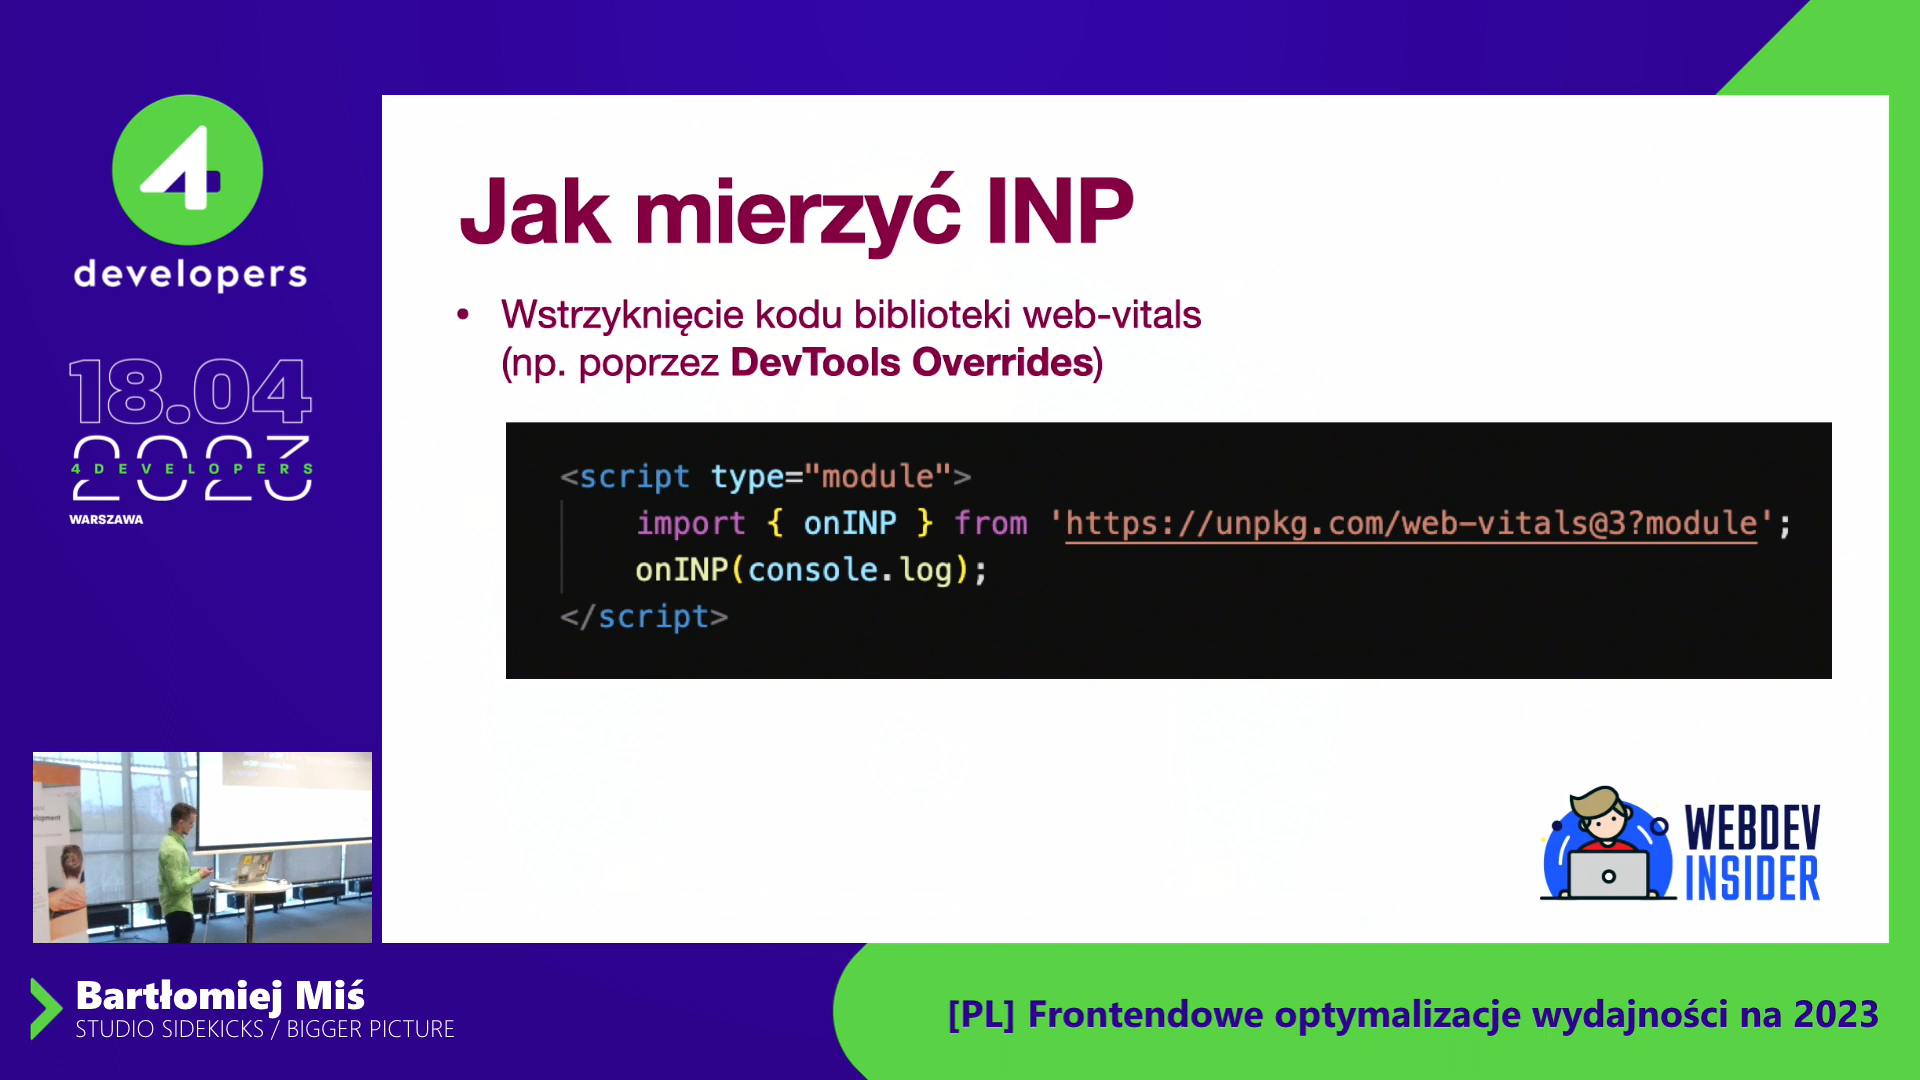 4
developers
18.04
2023
4DEVELOPERS
WARSZAWA
Jak mierzyć INP
• Wstrzyknięcie kodu biblioteki web-vitals
(np. poprzez DevTools Overrides)
<script type="module">
import { onINP } from 'https://unpkg.com/web-vitals@3?module';
onINP(console.log);
</script>
WEBDEV
INSIDER
Bartłomiej Miś
STUDIO SIDEKICKS / BIGGER PICTURE
[PL] Frontendowe optymalizacje wydajności na 2023